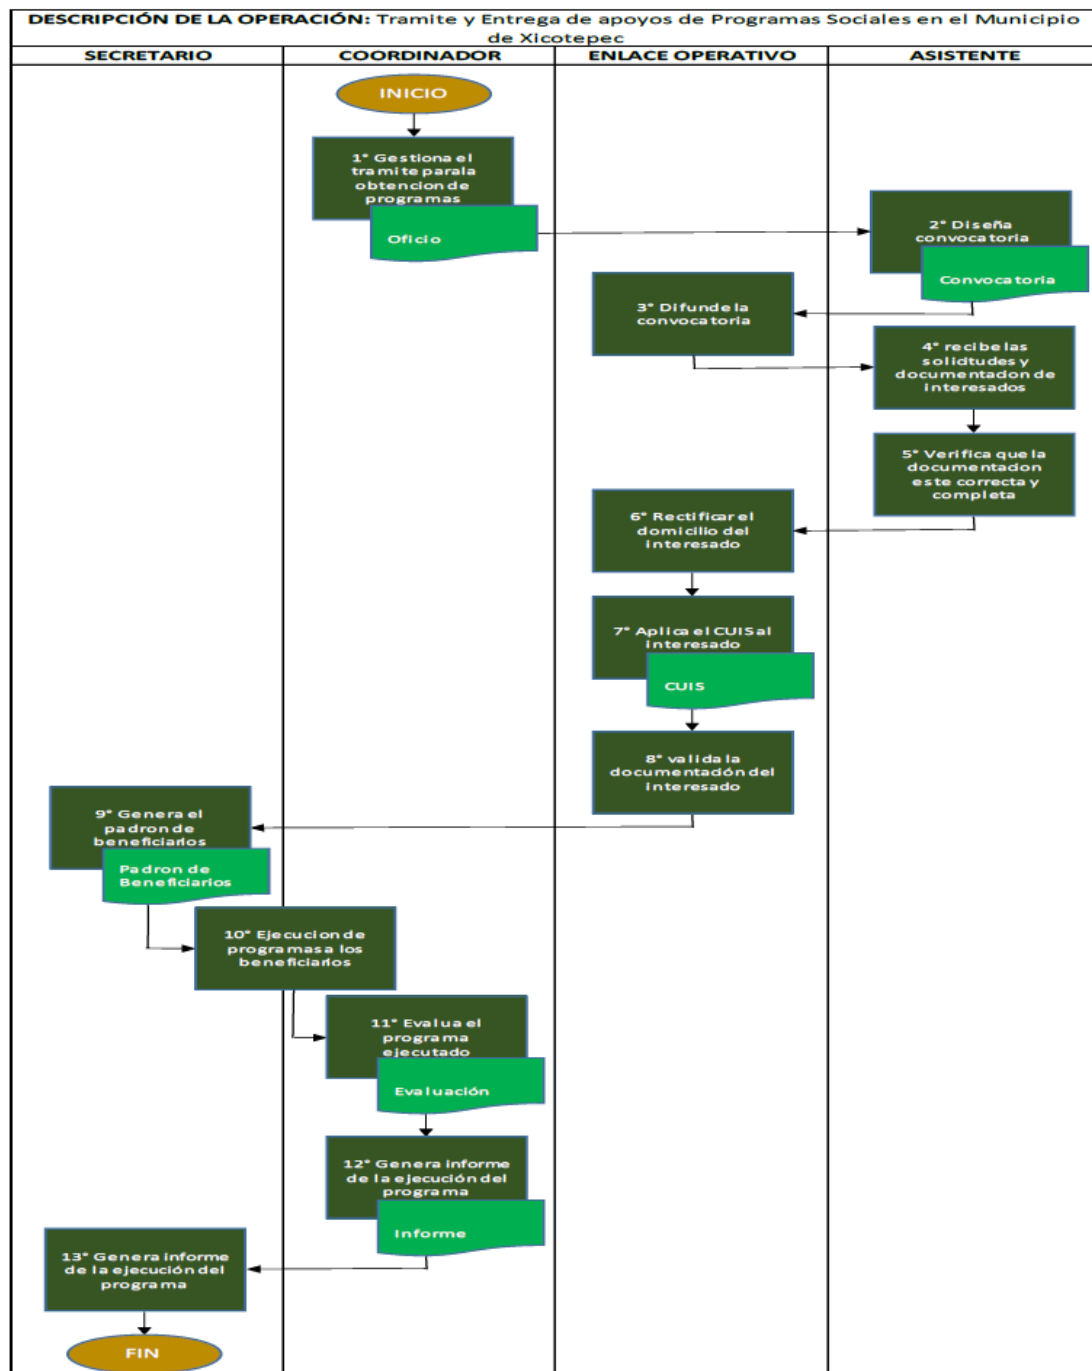 DESCRIPCIÓN DE LA OPERACIÓN: Tramite y Entrega de apoyos de Programas Sociales en el Municipio
de Xicotepec
SECRETARIO
COORDINADOR
ENLACE OPERATIVO
ASISTENTE
INICIO
1° Gestiona el
tramite para la
obtencion de
programas
Oficio
2° Diseña
convocatoria
Convocatoria
3° Difunde la
convocatoria
4° recibe las
solicitudes y
documentacion de
interesados
5° Verifica que la
documentacion
este correcta y
completa
6° Rectificar el
domicilio del
interesado
7° Aplica el CUIS al
interesado
CUIS
8° valida la
documentación del
interesado
9° Genera el
padron de
beneficiarios
Padron de
Beneficiarios
10° Ejecucion de
programas a los
beneficiarios
11° Evalua el
programa
ejecutado
Evaluación
12° Genera informe
de la ejecución del
programa
Informe
13° Genera informe
de la ejecución del
programa
FIN